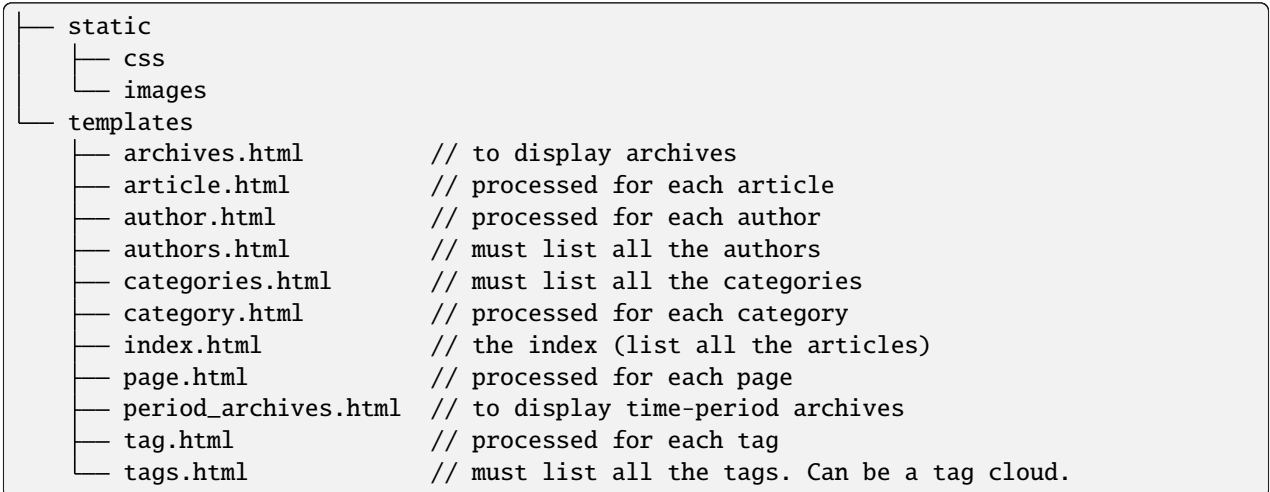 ├── static
│   ├── css
│   └── images
└── templates
    ├── archives.html         // to display archives
    ├── article.html          // processed for each article
    ├── author.html           // processed for each author
    ├── authors.html          // must list all the authors
    ├── categories.html       // must list all the categories
    ├── category.html         // processed for each category
    ├── index.html            // the index (list all the articles)
    ├── page.html             // processed for each page
    ├── period_archives.html  // to display time-period archives
    ├── tag.html              // processed for each tag
    └── tags.html             // must list all the tags. Can be a tag cloud.